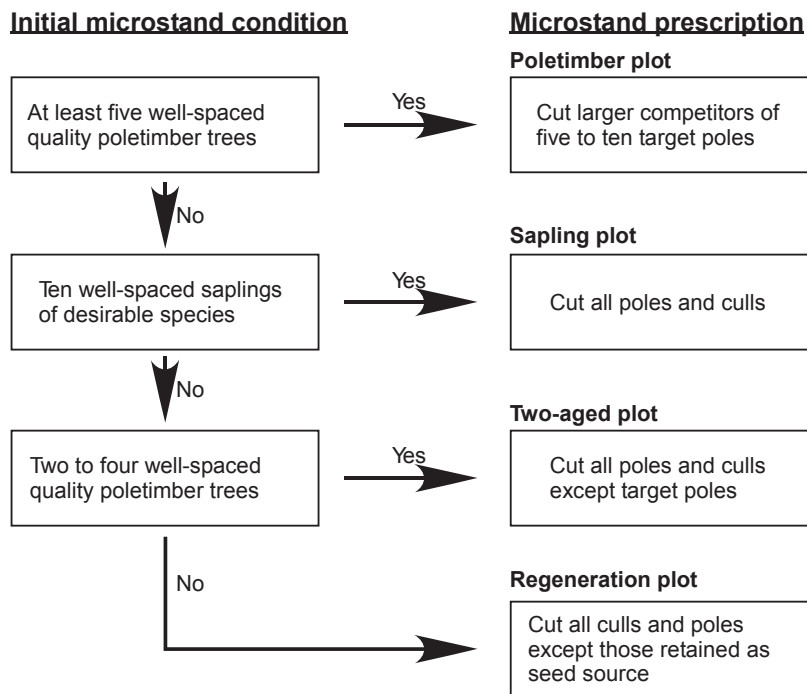 Initial microstand condition
Microstand prescription
Poletimber plot
At least five well-spaced
quality poletimber trees
Yes
Cut larger competitors of
five to ten target poles
No
Sapling plot
Ten well-spaced saplings
of desirable species
Yes
Cut all poles and culls
No
Two-aged plot
Two to four well-spaced
quality poletimber trees
Yes
Cut all poles and culls
except target poles
No
Regeneration plot
Cut all culls and poles
except those retained as
seed source